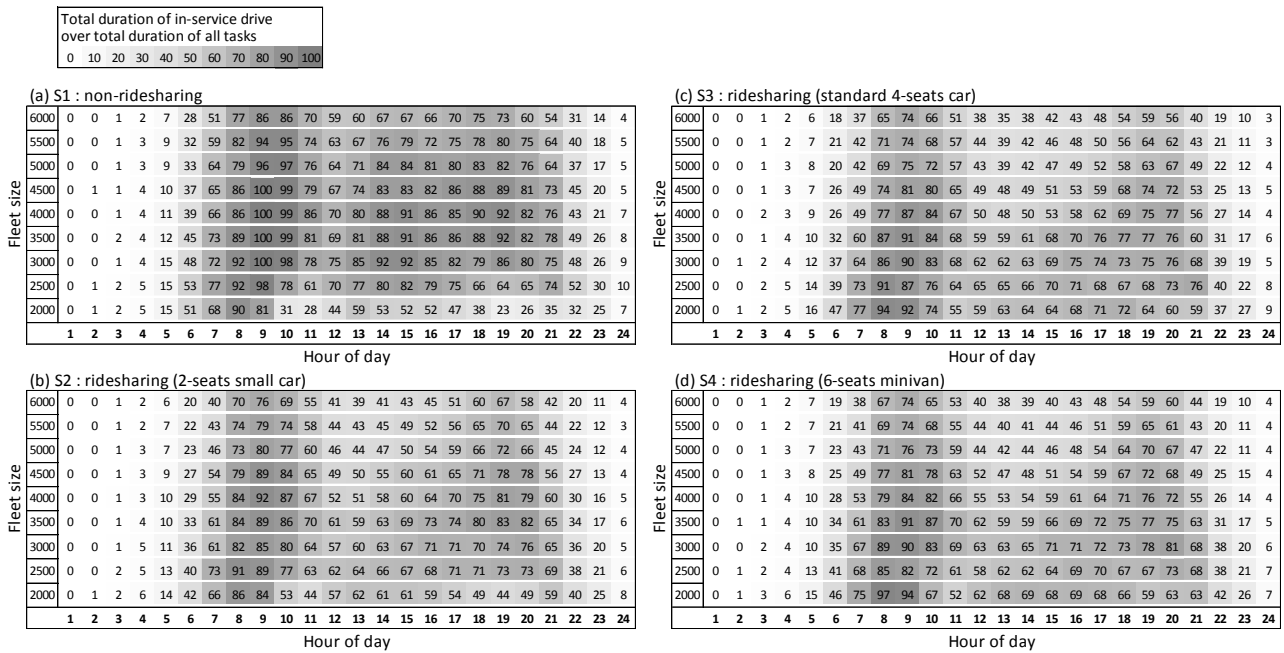 Total duration of in-service drive
over total duration of all tasks
0 10 20 30 40 50 60 70 80 90 100
(a) S1 : non-ridesharing
Fleet size
6000 0 0 1 2 7 28 51 77 86 86 70 59 60 67 67 66 70 75 73 60 54 31 14 4
5500 0 0 1 3 9 32 59 82 94 95 74 63 67 76 79 72 75 78 80 75 64 40 18 5
5000 0 0 1 3 9 33 64 79 96 97 76 64 71 84 84 81 80 83 82 76 64 37 17 5
4500 0 1 1 4 10 37 65 86 100 99 79 67 74 83 83 82 86 88 89 81 73 45 20 5
4000 0 0 1 4 11 39 66 86 100 99 86 70 80 88 91 86 85 90 92 82 76 43 21 7
3500 0 0 2 4 12 45 73 89 100 99 81 69 81 88 91 86 86 88 92 82 78 49 26 8
3000 0 0 1 4 15 48 72 92 100 98 78 75 85 92 92 85 82 79 86 80 75 48 26 9
2500 0 1 2 5 15 53 77 92 98 78 61 70 77 80 82 79 75 66 64 65 74 52 30 10
2000 0 1 2 5 15 51 68 90 81 31 28 44 59 53 52 52 47 38 23 26 35 32 25 7
1 2 3 4 5 6 7 8 9 10 11 12 13 14 15 16 17 18 19 20 21 22 23 24
Hour of day
(b) S2 : ridesharing (2-seats small car)
Fleet size
6000 0 0 1 2 6 20 40 70 76 69 55 41 39 41 43 45 51 60 67 58 42 20 11 4
5500 0 0 1 2 7 22 43 74 79 74 58 44 43 45 49 52 56 65 70 65 44 22 12 3
5000 0 0 1 3 7 23 46 73 80 77 60 46 44 47 50 54 59 66 72 66 45 24 12 4
4500 0 0 1 3 9 27 54 79 89 84 65 49 50 55 60 61 65 71 78 78 56 27 13 4
4000 0 0 1 3 10 29 55 84 92 87 67 52 51 58 60 64 70 75 81 79 60 30 16 5
3500 0 0 1 4 10 33 61 84 89 86 70 61 59 63 69 73 74 80 83 82 65 34 17 6
3000 0 0 1 5 11 36 61 82 85 80 64 57 60 63 67 71 71 70 74 76 65 36 20 5
2500 0 0 2 5 13 40 73 91 89 77 63 62 64 66 67 68 71 71 73 73 69 38 21 6
2000 0 1 2 6 14 42 66 86 84 53 44 57 62 61 61 59 54 49 44 49 59 40 25 8
1 2 3 4 5 6 7 8 9 10 11 12 13 14 15 16 17 18 19 20 21 22 23 24
Hour of day
(c) S3 : ridesharing (standard 4-seats car)
Fleet size
6000 0 0 1 2 6 18 37 65 74 66 51 38 35 38 42 43 48 54 59 56 40 19 10 3
5500 0 0 1 2 7 21 42 71 74 68 57 44 39 42 46 48 50 56 64 62 43 21 11 3
5000 0 0 1 3 8 20 42 69 75 72 57 43 42 46 47 49 52 58 63 67 49 22 12 4
4500 0 0 1 3 7 26 49 74 81 80 65 49 48 49 51 53 59 68 74 72 53 25 13 5
4000 0 0 2 3 9 26 49 77 87 84 67 50 48 50 53 58 62 69 75 77 56 27 14 4
3500 0 0 1 4 10 32 60 87 91 84 68 59 59 61 68 70 76 77 77 76 60 31 17 6
3000 0 1 2 4 12 37 64 86 90 83 68 62 62 63 69 75 74 73 75 76 68 39 19 5
2500 0 0 2 5 14 39 73 91 87 76 64 65 65 66 65 68 70 67 68 73 76 40 22 8
2000 0 1 2 5 16 47 77 94 92 74 55 59 63 64 64 68 71 72 64 60 59 37 27 9
1 2 3 4 5 6 7 8 9 10 11 12 13 14 15 16 17 18 19 20 21 22 23 24
Hour of day
(d) S4 : ridesharing (6-seats minivan)
Fleet size
6000 0 0 1 2 7 19 38 67 74 65 53 40 38 39 40 43 48 54 59 60 44 19 10 4
5500 0 0 1 2 7 21 41 69 74 68 55 44 40 41 44 46 51 59 65 61 43 20 11 4
5000 0 0 1 3 7 23 43 71 76 73 59 44 42 44 46 48 54 61 70 67 47 22 11 4
4500 0 0 1 3 8 25 49 77 81 78 63 52 47 48 51 54 59 67 72 68 49 25 15 4
4000 0 0 1 4 10 28 53 79 84 82 66 55 53 54 59 61 64 71 76 72 55 26 14 4
3500 0 1 1 4 10 34 61 83 91 87 70 62 59 59 66 69 72 75 77 75 63 31 17 5
3000 0 0 2 4 10 35 67 89 90 83 69 63 63 65 71 71 72 73 78 81 68 38 20 6
2500 0 1 2 4 13 41 68 85 82 72 61 58 62 62 64 69 70 67 67 73 68 38 21 7
2000 0 1 3 6 15 46 75 97 94 67 52 62 68 69 68 69 68 66 59 63 63 42 26 7
1 2 3 4 5 6 7 8 9 10 11 12 13 14 15 16 17 18 19 20 21 22 23 24
Hour of day